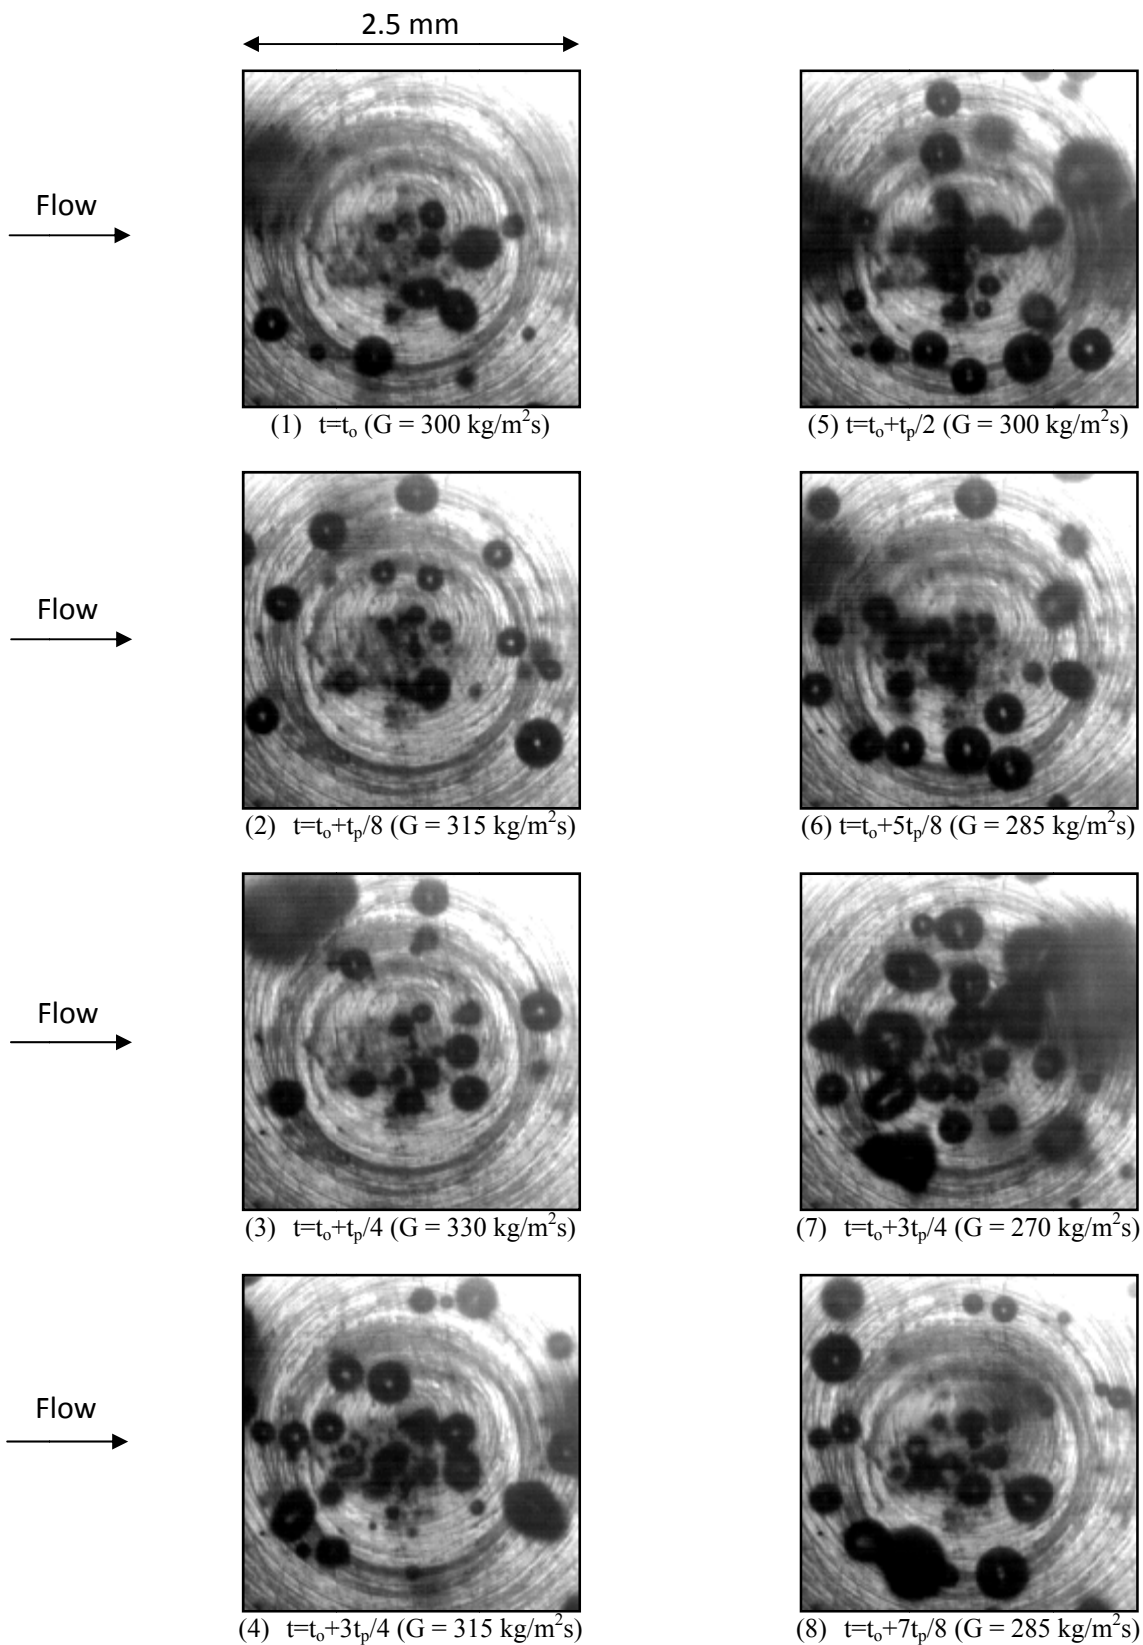 2.5 mm
Flow
(1) t=tₒ (G = 300 kg/m²s)
(5) t=tₒ+tₚ/2 (G = 300 kg/m²s)
Flow
(2) t=tₒ+tₚ/8 (G = 315 kg/m²s)
(6) t=tₒ+5tₚ/8 (G = 285 kg/m²s)
Flow
(3) t=tₒ+tₚ/4 (G = 330 kg/m²s)
(7) t=tₒ+3tₚ/4 (G = 270 kg/m²s)
Flow
(4) t=tₒ+3tₚ/4 (G = 315 kg/m²s)
(8) t=tₒ+7tₚ/8 (G = 285 kg/m²s)